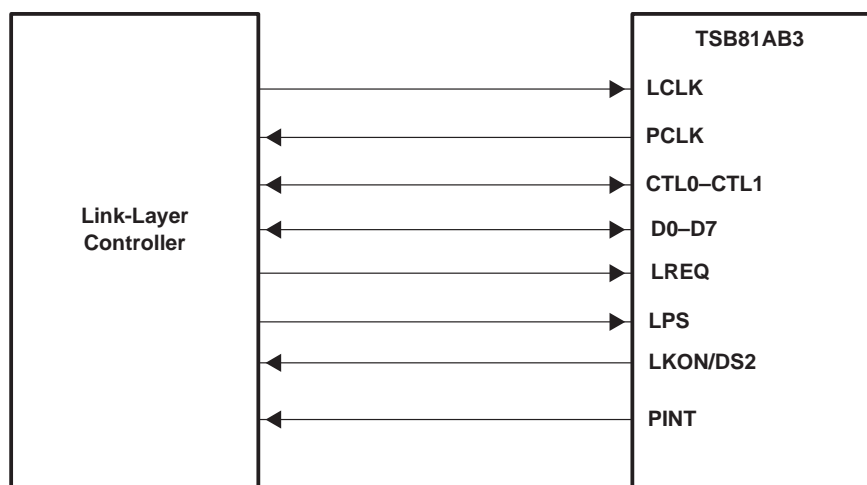 TSB81AB3
LCLK
PCLK
CTL0–CTL1
Link-Layer
Controller
D0–D7
LREQ
LPS
LKON/DS2
PINT